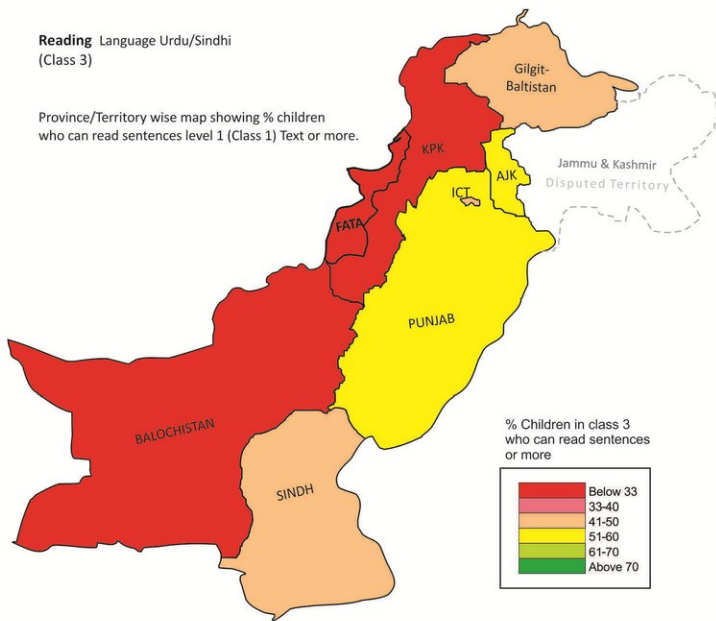 Reading Language Urdu/Sindhi
(Class 3)
Province/Territory wise map showing % children
who can read sentences level 1 (Class 1) Text or more.
Gilgit-
Baltistan
KPK
AJK
Jammu & Kashmir
Disputed Territory
ICT
FATA
PUNJAB
BALOCHISTAN
SINDH
% Children in class 3
who can read sentences
or more
Below 33
33-40
41-50
51-60
61-70
Above 70